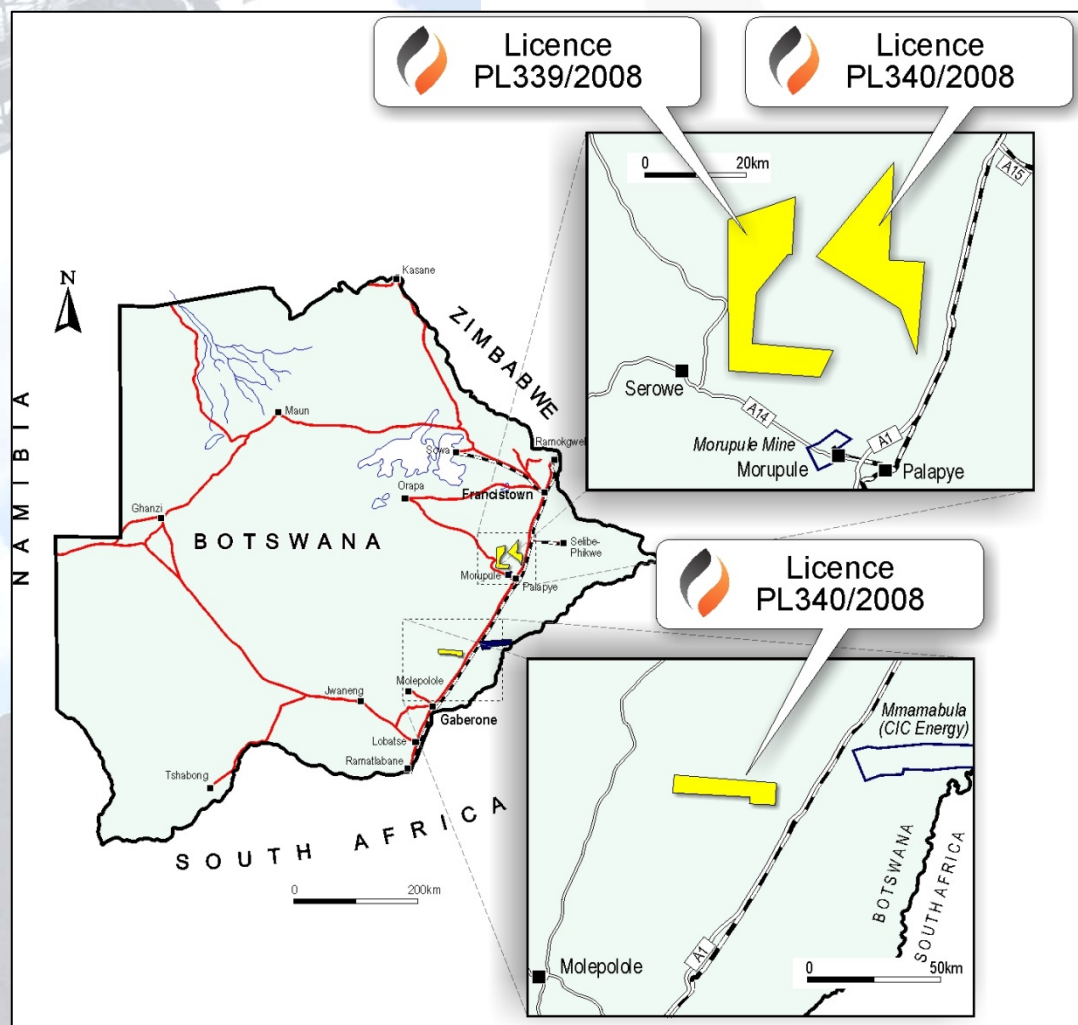 Licence
PL339/2008
Licence
PL340/2008
0 20km
A15
Serowe
A14
A1
Morupule Mine
Morupule
Palapye
N
Kasane
ZIMBABWE
NAMIBIA
Maun
Sowa
Ramokgwel
Orapa
Francistown
Ghanzi
BOTSWANA
Selibe-
Phikwe
Morupule
Palapye
Licence
PL340/2008
Molepolole
Jwaneng
Gaberone
Lobatse
Ramatlabane
Tshabong
SOUTH AFRICA
0 200km
Mmamabula
(CIC Energy)
BOTSWANA
SOUTH AFRICA
A1
Molepolole
0 50km